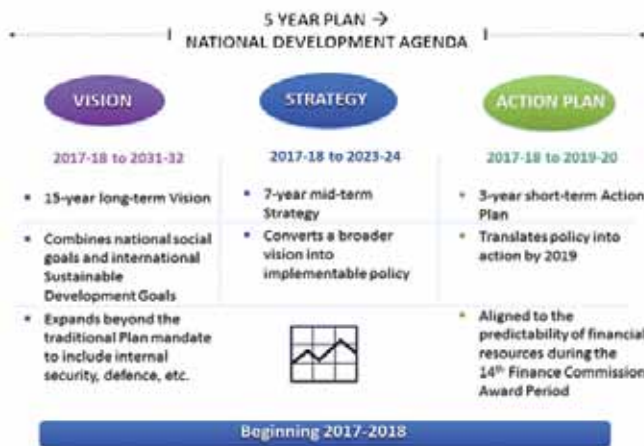 5 YEAR PLAN →
NATIONAL DEVELOPMENT AGENDA
VISION
2017-18 to 2031-32
▪ 15-year long-term Vision
▪ Combines national social
goals and international
Sustainable
Development Goals
▪ Expands beyond the
traditional Plan mandate
to include internal
security, defence, etc.
STRATEGY
2017-18 to 2023-24
▪ 7-year mid-term
Strategy
▪ Converts a broader
vision into
implementable policy
ACTION PLAN
2017-18 to 2019-20
▪ 3-year short-term Action
Plan
▪ Translates policy into
action by 2019
▪ Aligned to the
predictability of financial
resources during the
14th Finance Commission
Award Period
Beginning 2017-2018